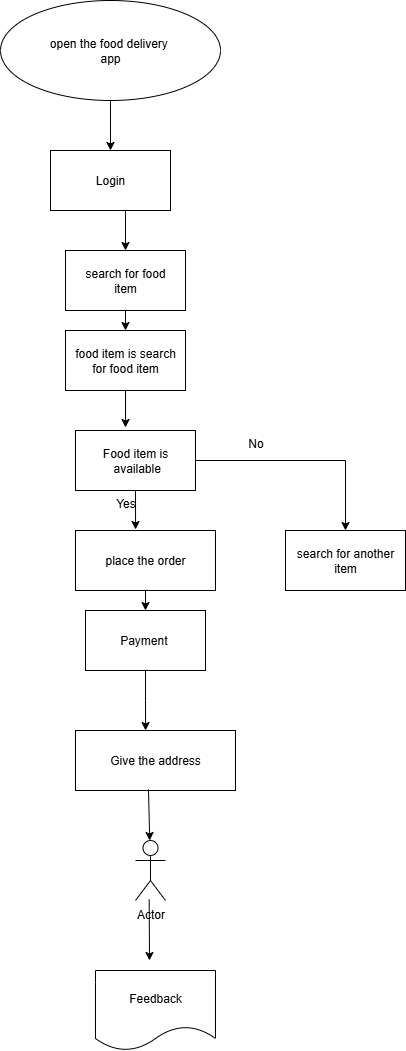 open the food delivery
app
Login
search for food
item
food item is search
for food item
Food item is
available
No
Yes
place the order
search for another
item
Payment
Give the address
Actor
Feedback